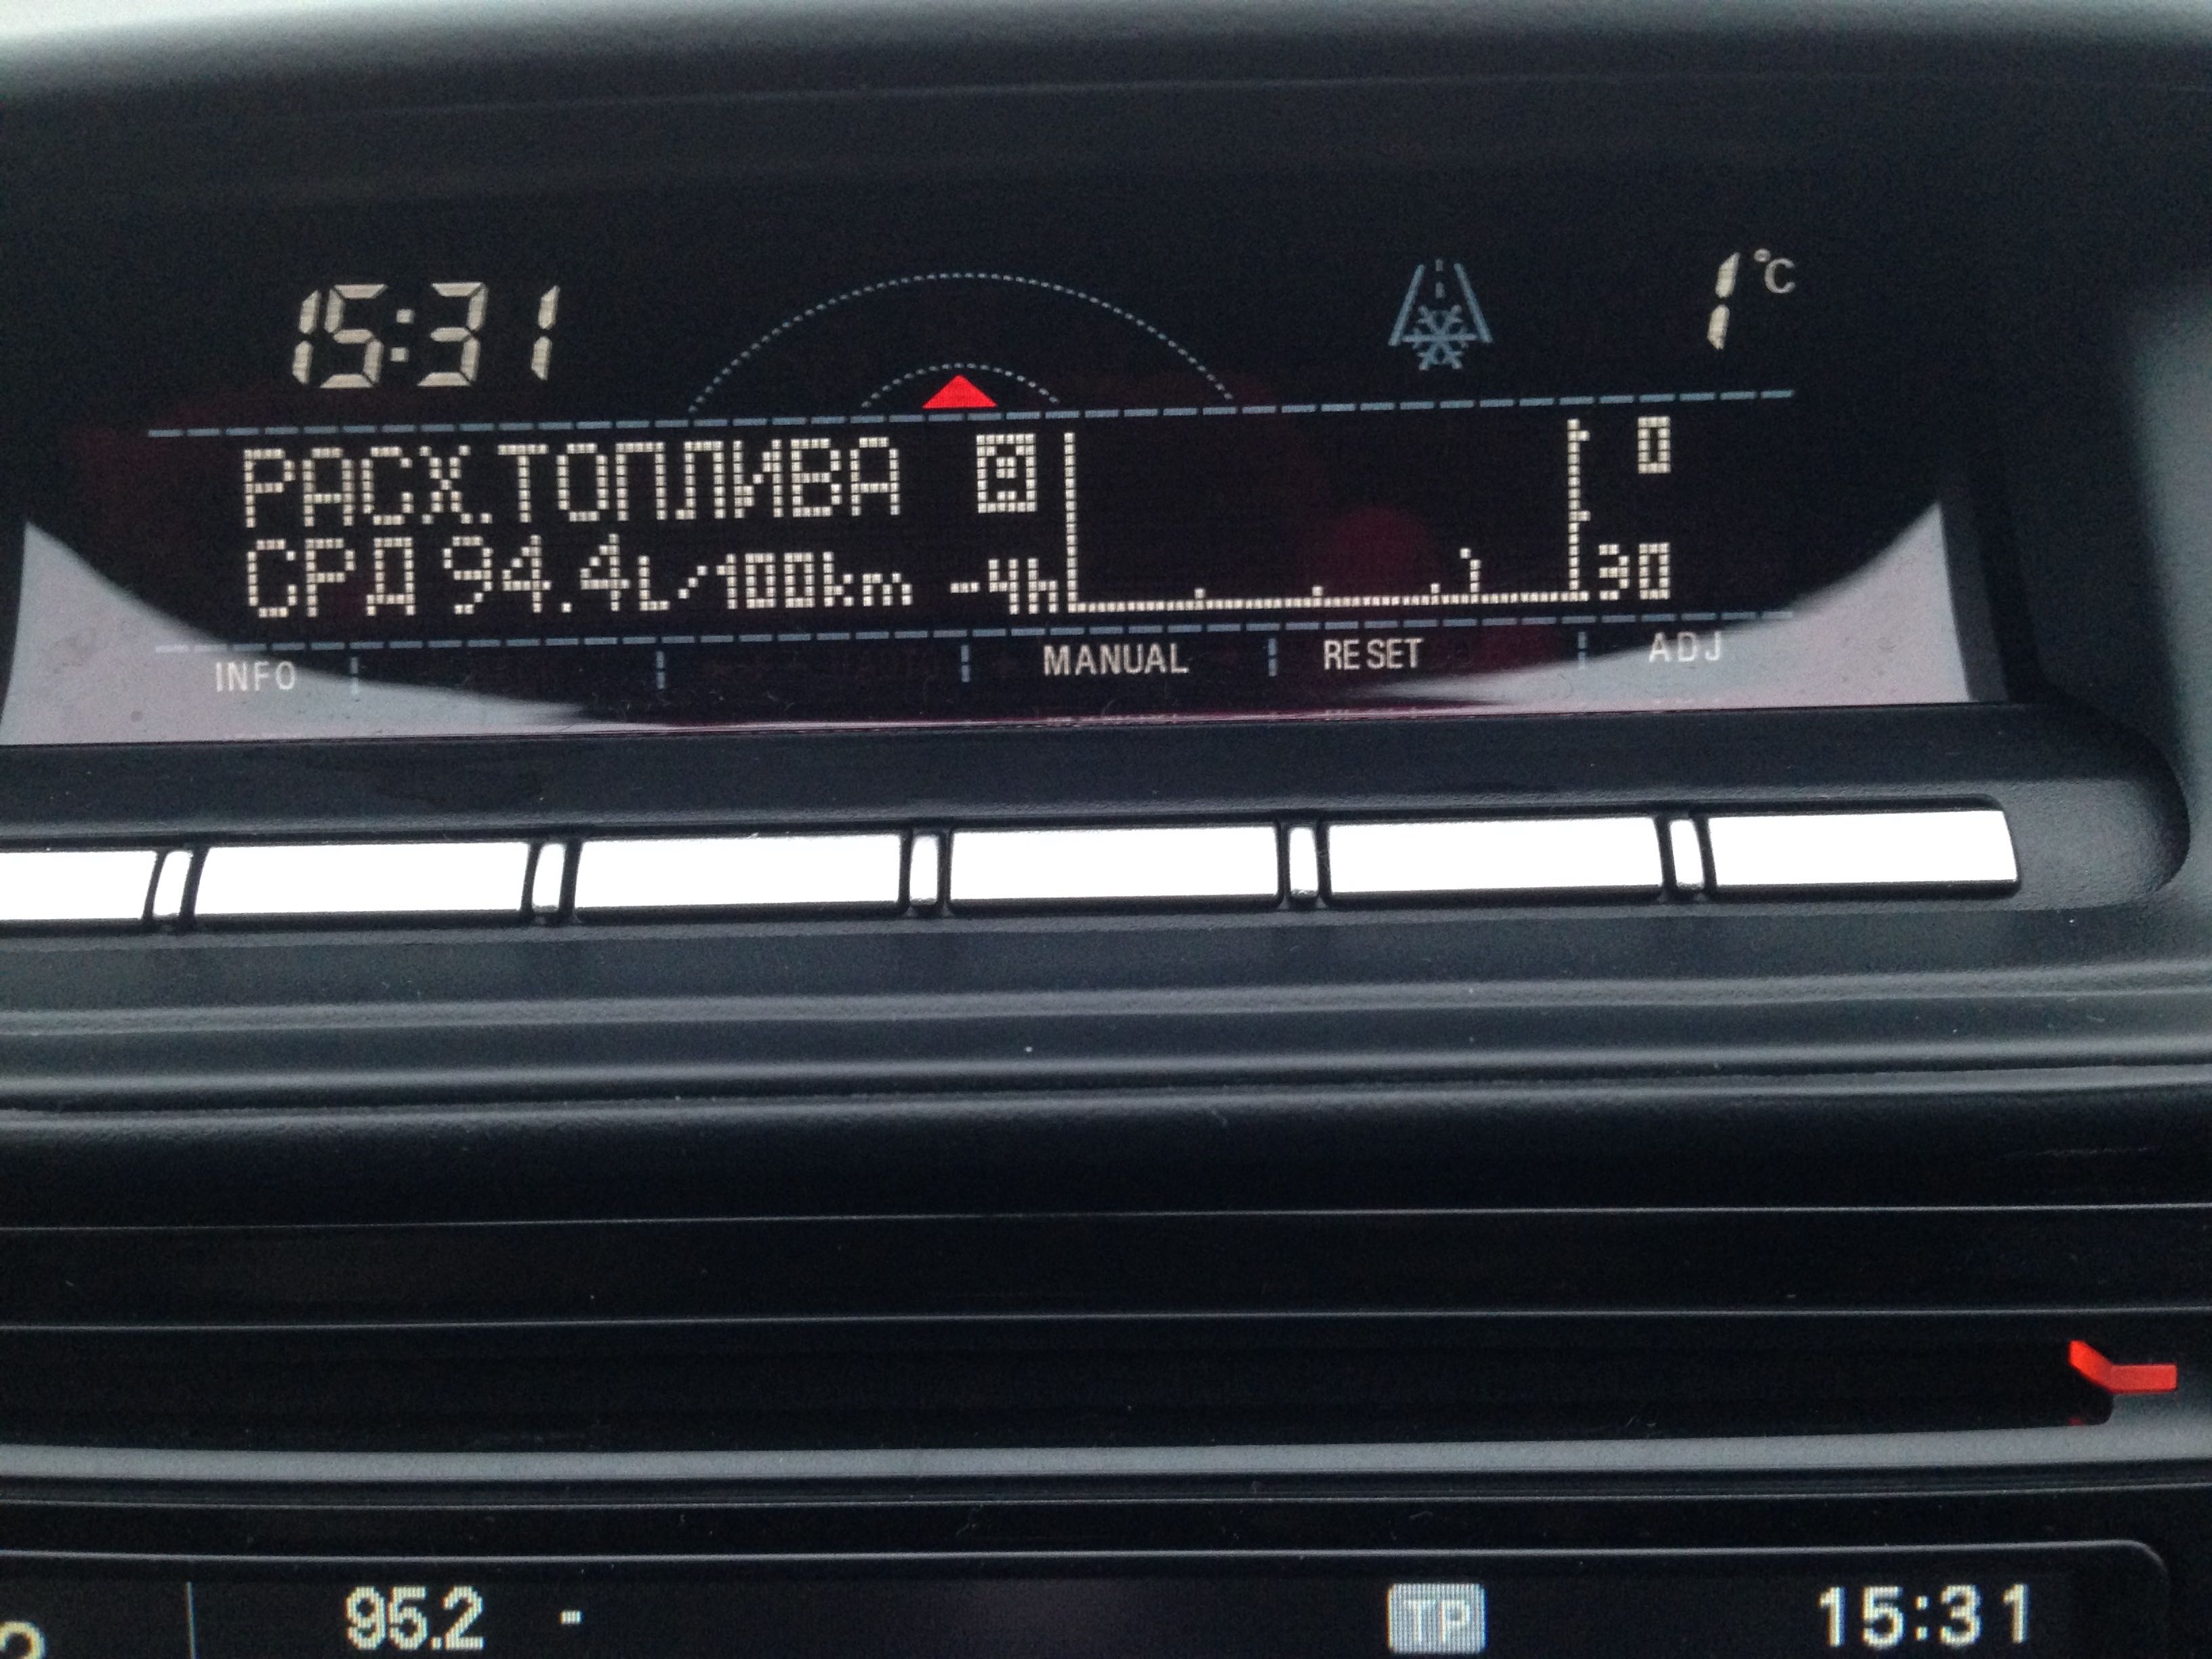 15:31 1°C
РАСХ.ТОПЛИВА 0
СРД 94.4L/100km -4h 30
INFO MANUAL RESET ADJ
95.2 - TP 15:31